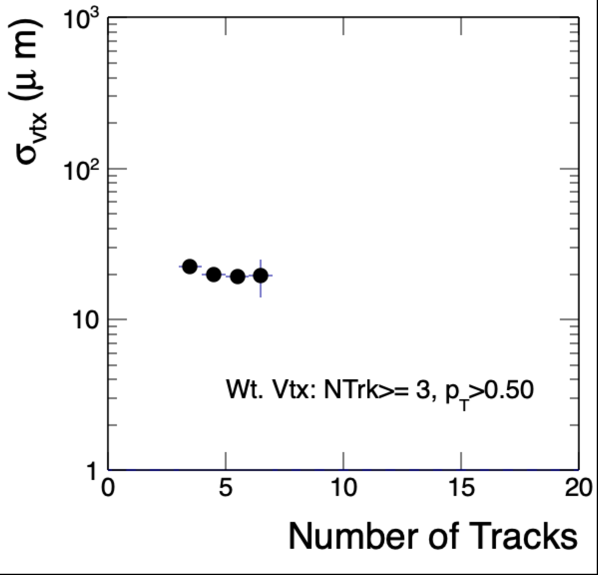 10³
σvtx (μ m)
10²
10
Wt. Vtx: NTrk>= 3, pT>0.50
1
0 5 10 15 20
Number of Tracks